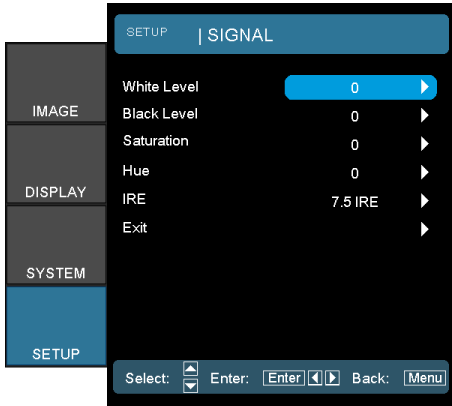 SETUP | SIGNAL
IMAGE
DISPLAY
SYSTEM
SETUP
White Level 0
Black Level 0
Saturation 0
Hue 0
IRE 7.5 IRE
Exit
Select: Enter: Enter Back: Menu